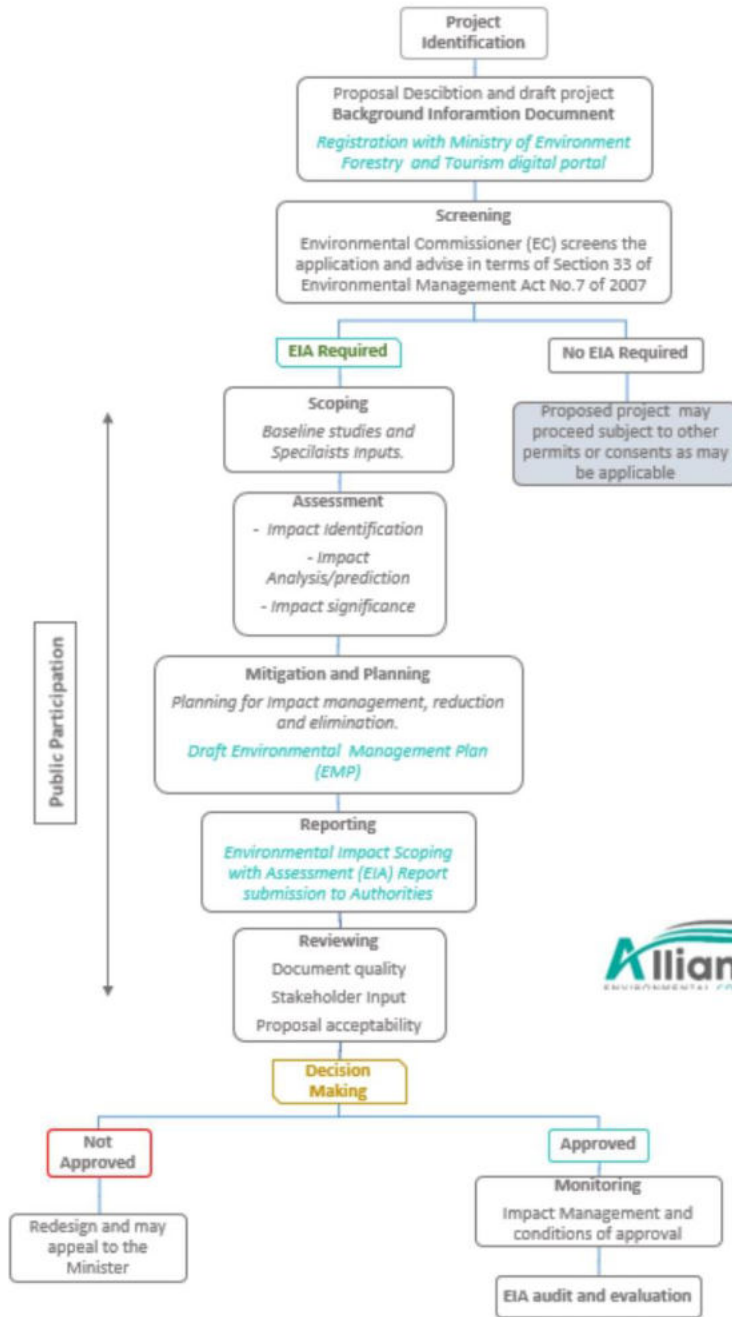 Project
Identification
Proposal Descibtion and draft project
Background Inforamtion Documnent
Registration with Ministry of Environment
Forestry and Tourism digital portal
Screening
Environmental Commissioner (EC) screens the
application and advise in terms of Section 33 of
Environmental Management Act No.7 of 2007
EIA Required
No EIA Required
Scoping
Baseline studies and
Specilaists Inputs.
Proposed project may
proceed subject to other
permits or consents as may
be applicable
Assessment
- Impact Identification
- Impact
Analysis/prediction
- Impact significance
Public Participation
Mitigation and Planning
Planning for Impact management, reduction
and elimination.
Draft Environmental Management Plan
(EMP)
Reporting
Environmental Impact Scoping
with Assessment (EIA) Report
submission to Authorities
Reviewing
Document quality
Stakeholder Input
Proposal acceptability
Allian
ENVIRONMENTAL CO
Decision
Making
Not
Approved
Approved
Redesign and may
appeal to the
Minister
Monitoring
Impact Management and
conditions of approval
EIA audit and evaluation